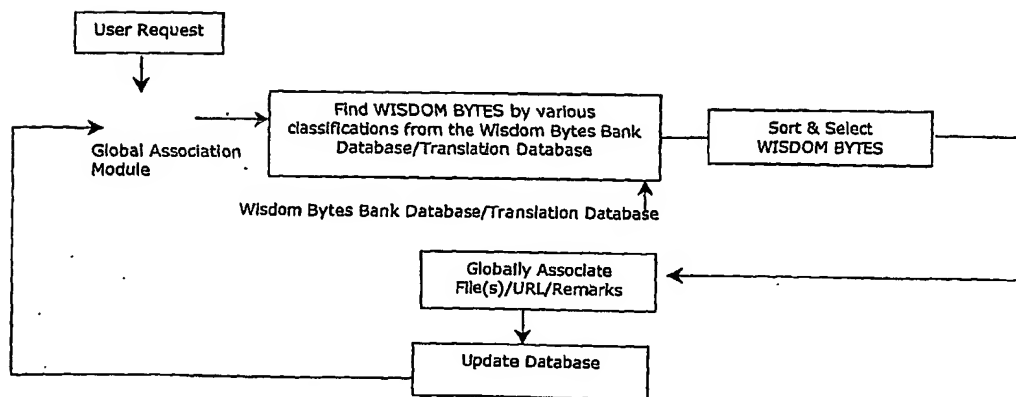 User Request
Global Association
Module
Find WISDOM BYTES by various
classifications from the Wisdom Bytes Bank
Database/Translation Database
Sort & Select
WISDOM BYTES
Wisdom Bytes Bank Database/Translation Database
Globally Associate
File(s)/URL/Remarks
Update Database